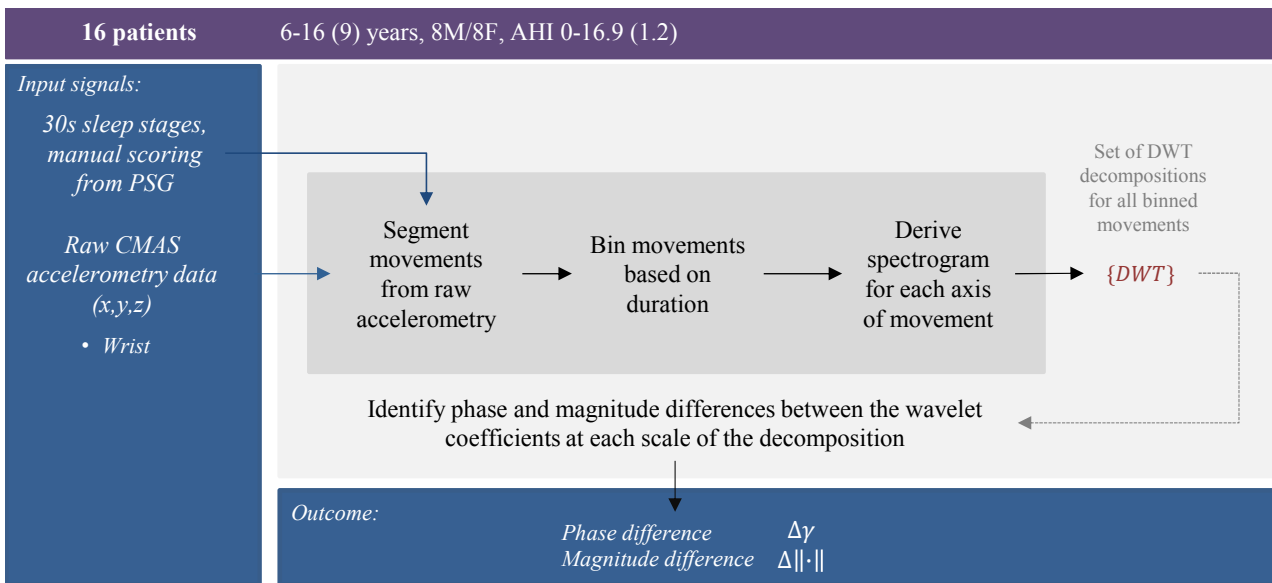 16 patients
6-16 (9) years, 8M/8F, AHI 0-16.9 (1.2)
Input signals:
30s sleep stages,
manual scoring
from PSG
Raw CMAS
accelerometry data
(x,y,z)
• Wrist
Segment
movements
from raw
accelerometry
Bin movements
based on
duration
Derive
spectrogram
for each axis
of movement
Set of DWT
decompositions
for all binned
movements
{DWT}
Identify phase and magnitude differences between the wavelet
coefficients at each scale of the decomposition
Outcome:
Phase difference Δγ
Magnitude difference Δ‖·‖